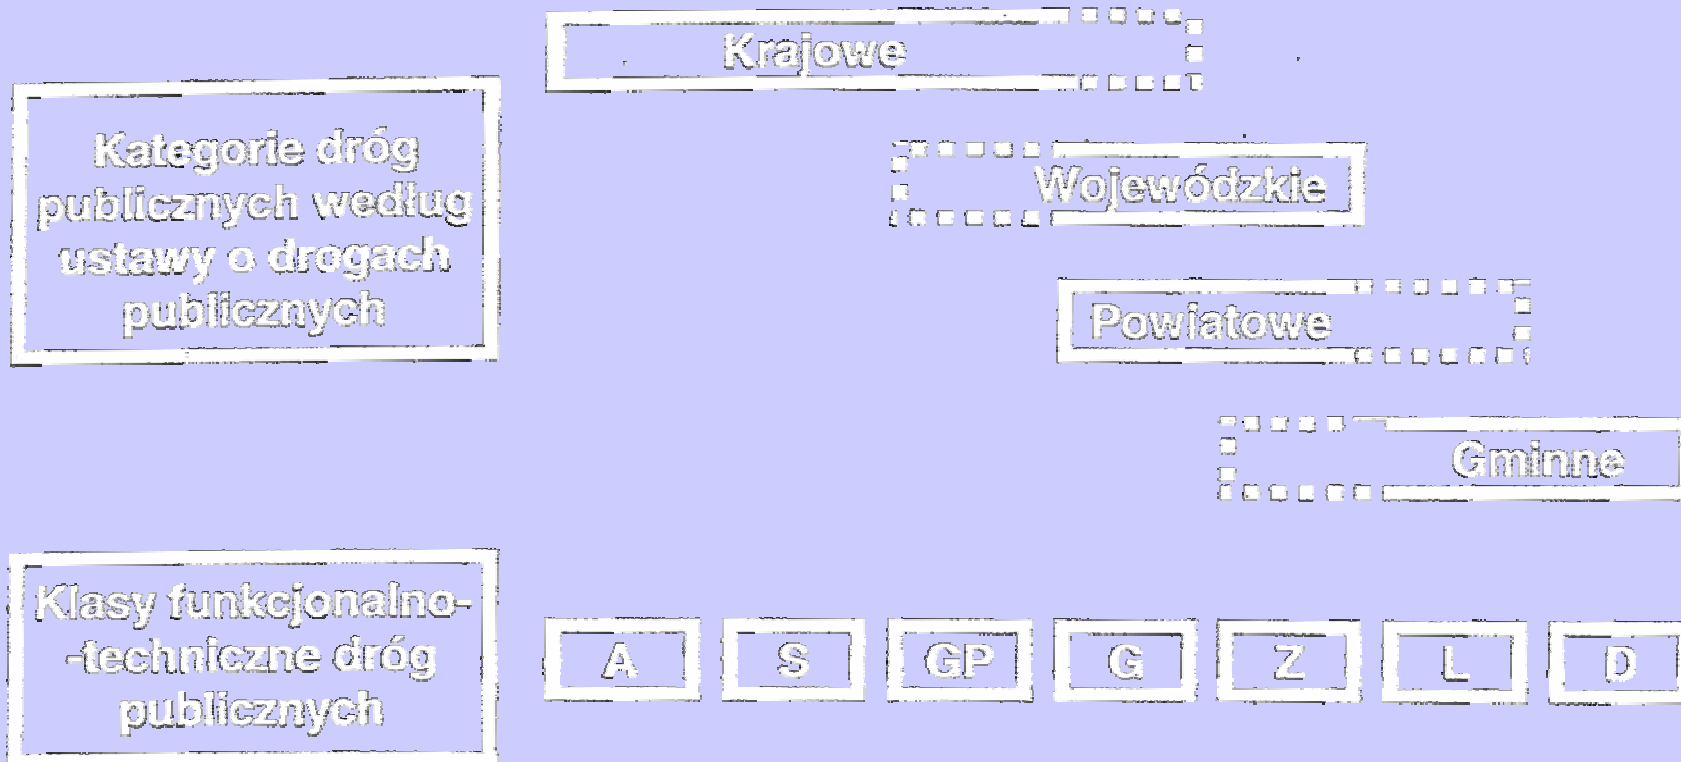 Krajowe
Kategorie dróg
publicznych według
ustawy o drogach
publicznych
Wojewódzkie
Powiatowe
Gminne
Klasy funkcjonalno-
-techniczne dróg
publicznych
A S GP G Z L D